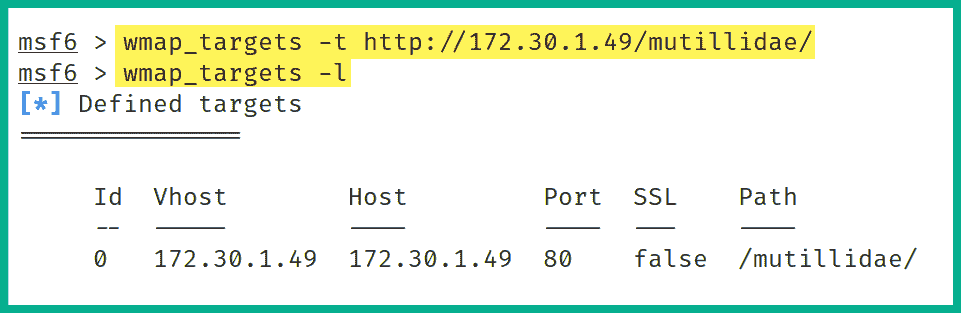 msf6 > wmap_targets -t http://172.30.1.49/mutillidae/
msf6 > wmap_targets -l
[*] Defined targets
===============
Id Vhost Host Port SSL Path
-- ----- ---- ---- --- ----
0 172.30.1.49 172.30.1.49 80 false /mutillidae/